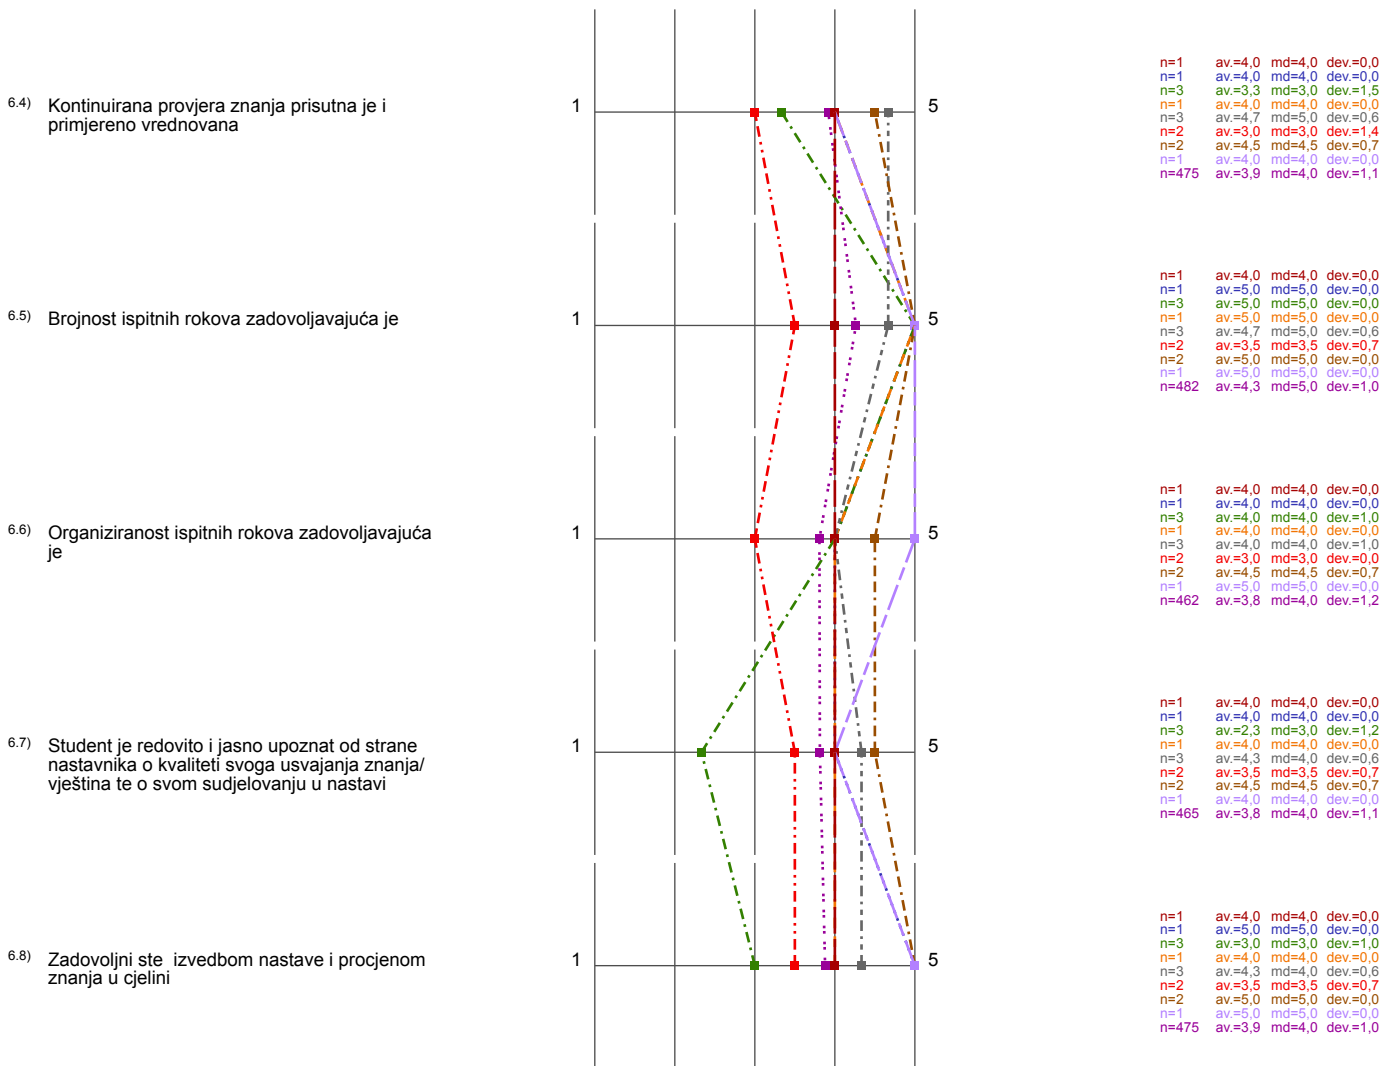 n=1 av.=4,0 md=4,0 dev.=0,0
n=1 av.=4,0 md=4,0 dev.=0,0
n=3 av.=3,3 md=3,0 dev.=1,5
n=1 av.=4,0 md=4,0 dev.=0,0
n=3 av.=4,7 md=5,0 dev.=0,6
n=2 av.=3,0 md=3,0 dev.=1,4
n=2 av.=4,5 md=4,5 dev.=0,7
n=1 av.=4,0 md=4,0 dev.=0,0
n=475 av.=3,9 md=4,0 dev.=1,1
6.4) Kontinuirana provjera znanja prisutna je i
primjereno vrednovana
1 5
n=1 av.=4,0 md=4,0 dev.=0,0
n=1 av.=5,0 md=5,0 dev.=0,0
n=3 av.=5,0 md=5,0 dev.=0,0
n=1 av.=5,0 md=5,0 dev.=0,0
n=3 av.=4,7 md=5,0 dev.=0,6
n=2 av.=3,5 md=3,5 dev.=0,7
n=2 av.=5,0 md=5,0 dev.=0,0
n=1 av.=5,0 md=5,0 dev.=0,0
n=482 av.=4,3 md=5,0 dev.=1,0
6.5) Brojnost ispitnih rokova zadovoljavajuća je
1 5
n=1 av.=4,0 md=4,0 dev.=0,0
n=1 av.=4,0 md=4,0 dev.=0,0
n=3 av.=4,0 md=4,0 dev.=1,0
n=1 av.=4,0 md=4,0 dev.=0,0
n=3 av.=4,0 md=4,0 dev.=1,0
n=2 av.=3,0 md=3,0 dev.=0,0
n=2 av.=4,5 md=4,5 dev.=0,7
n=1 av.=5,0 md=5,0 dev.=0,0
n=462 av.=3,8 md=4,0 dev.=1,2
6.6) Organiziranost ispitnih rokova zadovoljavajuća
je
1 5
n=1 av.=4,0 md=4,0 dev.=0,0
n=1 av.=4,0 md=4,0 dev.=0,0
n=3 av.=2,3 md=3,0 dev.=1,2
n=1 av.=4,0 md=4,0 dev.=0,0
n=3 av.=4,3 md=4,0 dev.=0,6
n=2 av.=3,5 md=3,5 dev.=0,7
n=2 av.=4,5 md=4,5 dev.=0,7
n=1 av.=4,0 md=4,0 dev.=0,0
n=465 av.=3,8 md=4,0 dev.=1,1
6.7) Student je redovito i jasno upoznat od strane
nastavnika o kvaliteti svoga usvajanja znanja/
vještina te o svom sudjelovanju u nastavi
1 5
n=1 av.=4,0 md=4,0 dev.=0,0
n=1 av.=5,0 md=5,0 dev.=0,0
n=3 av.=3,0 md=3,0 dev.=1,0
n=1 av.=4,0 md=4,0 dev.=0,0
n=3 av.=4,3 md=4,0 dev.=0,6
n=2 av.=3,5 md=3,5 dev.=0,7
n=2 av.=5,0 md=5,0 dev.=0,0
n=1 av.=5,0 md=5,0 dev.=0,0
n=475 av.=3,9 md=4,0 dev.=1,0
6.8) Zadovoljni ste izvedbom nastave i procjenom
znanja u cjelini
1 5